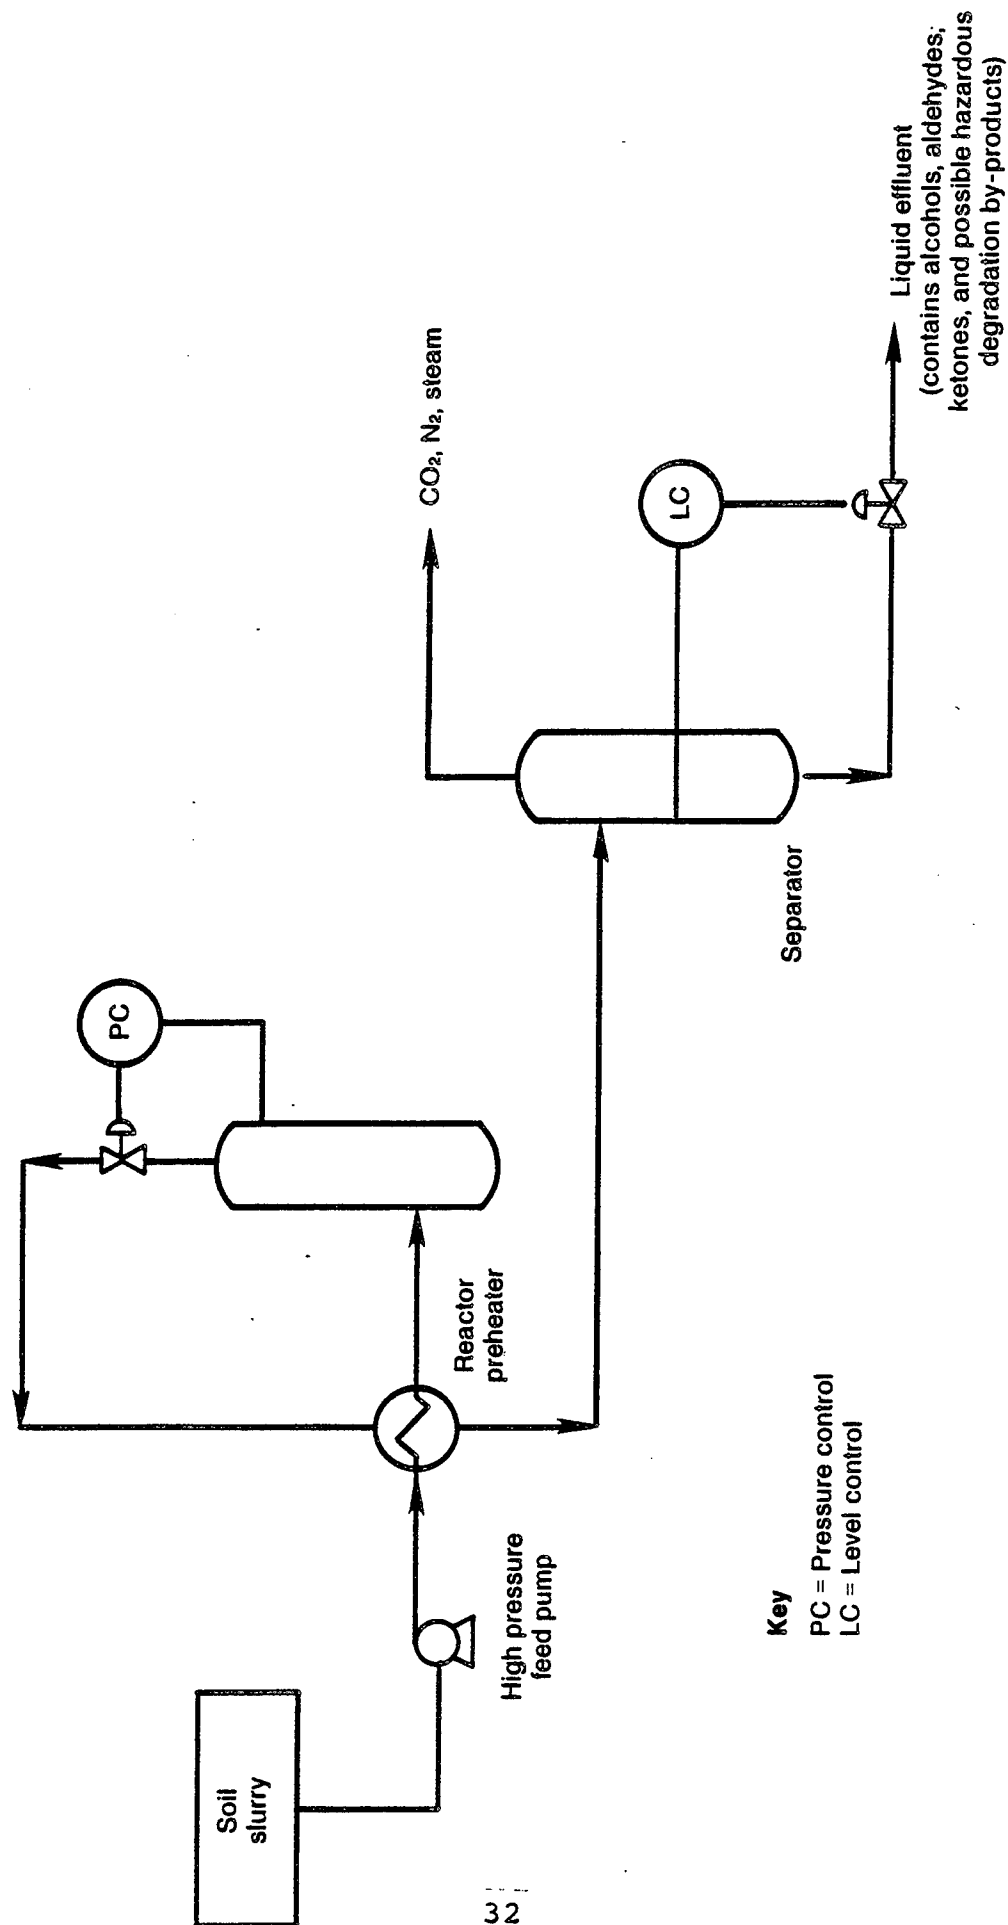 Soil
slurry
High pressure
feed pump
Reactor
preheater
PC
Separator
LC
CO₂, N₂, steam
Liquid effluent
(contains alcohols, aldehydes,
ketones, and possible hazardous
degradation by-products)
Key
PC = Pressure control
LC = Level control
32